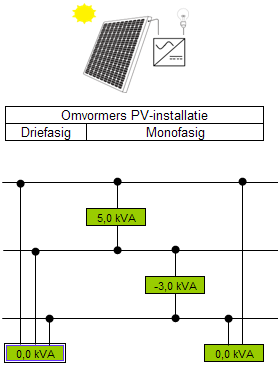 Omvormers PV-installatie
Driefasig Monofasig
5,0 kVA
-3,0 kVA
0,0 kVA 0,0 kVA